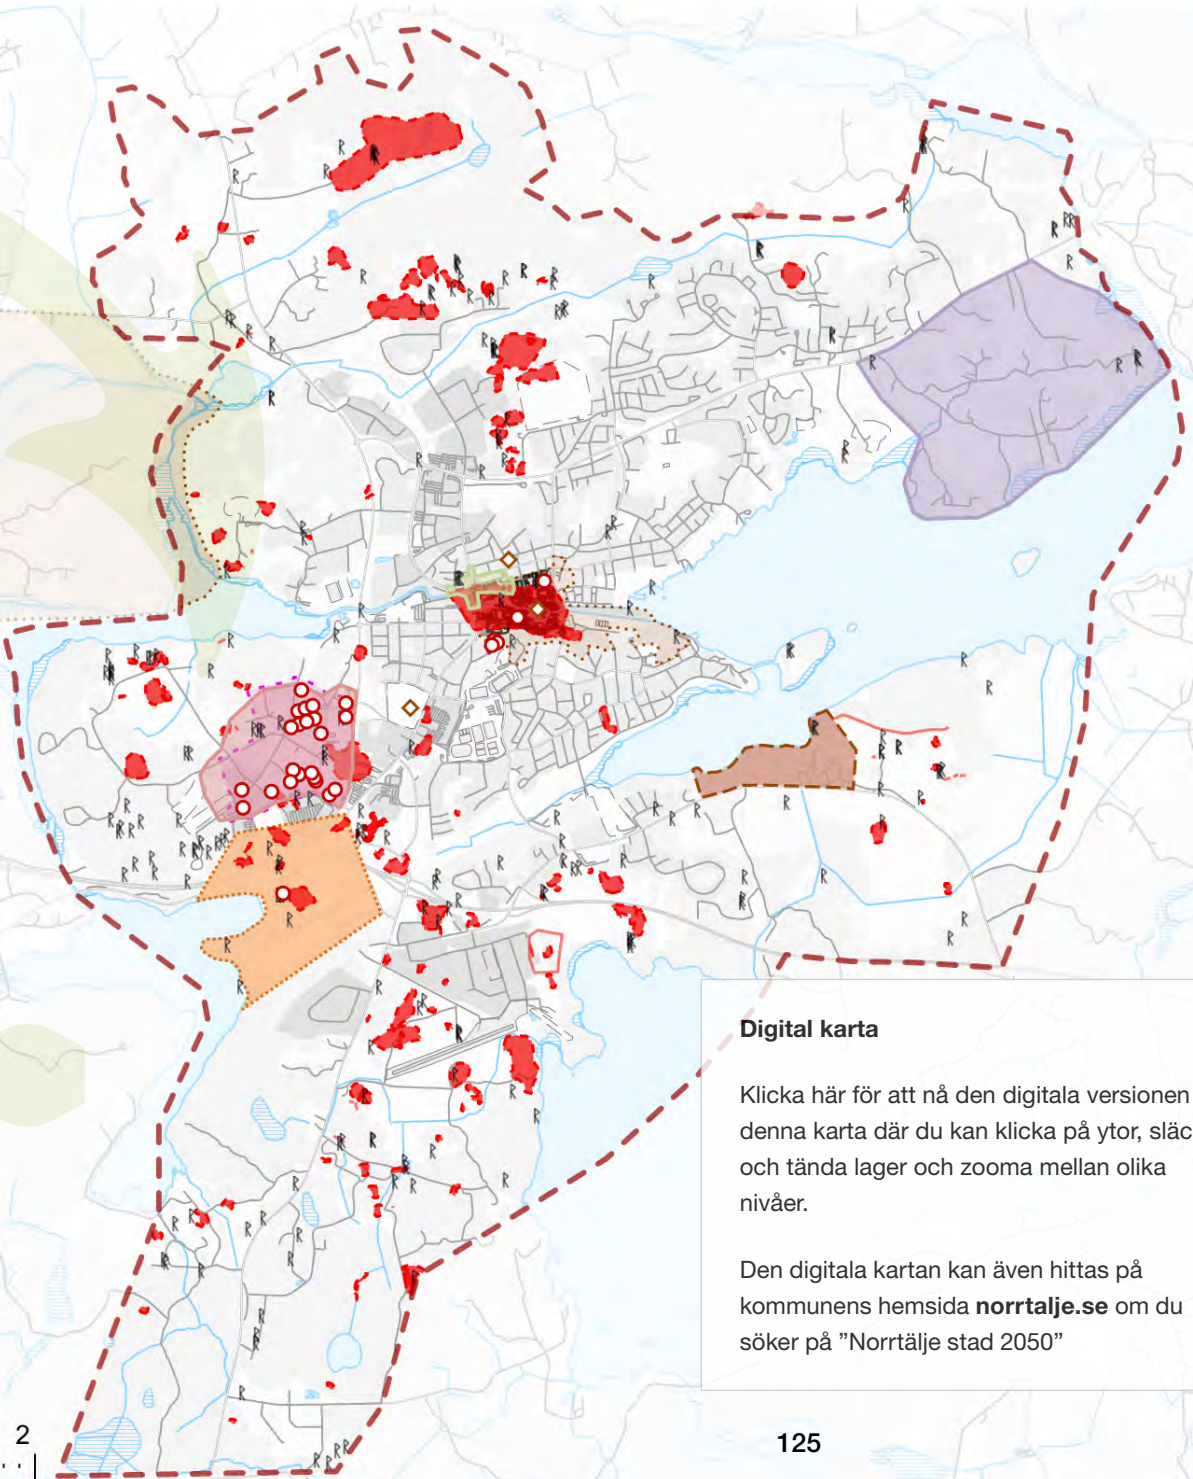 Digital karta
Klicka här för att nå den digitala versionen
denna karta där du kan klicka på ytor, släc
och tända lager och zooma mellan olika
nivåer.
Den digitala kartan kan även hittas på
kommunens hemsida norrtalje.se om du
söker på ”Norrtälje stad 2050”
2
125